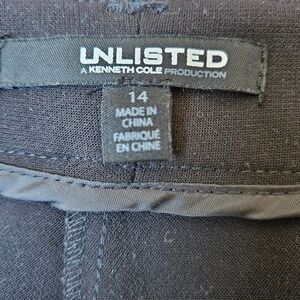 UNLISTED
A KENNETH COLE PRODUCTION
14
MADE IN
CHINA
FABRIQUÉ
EN CHINE